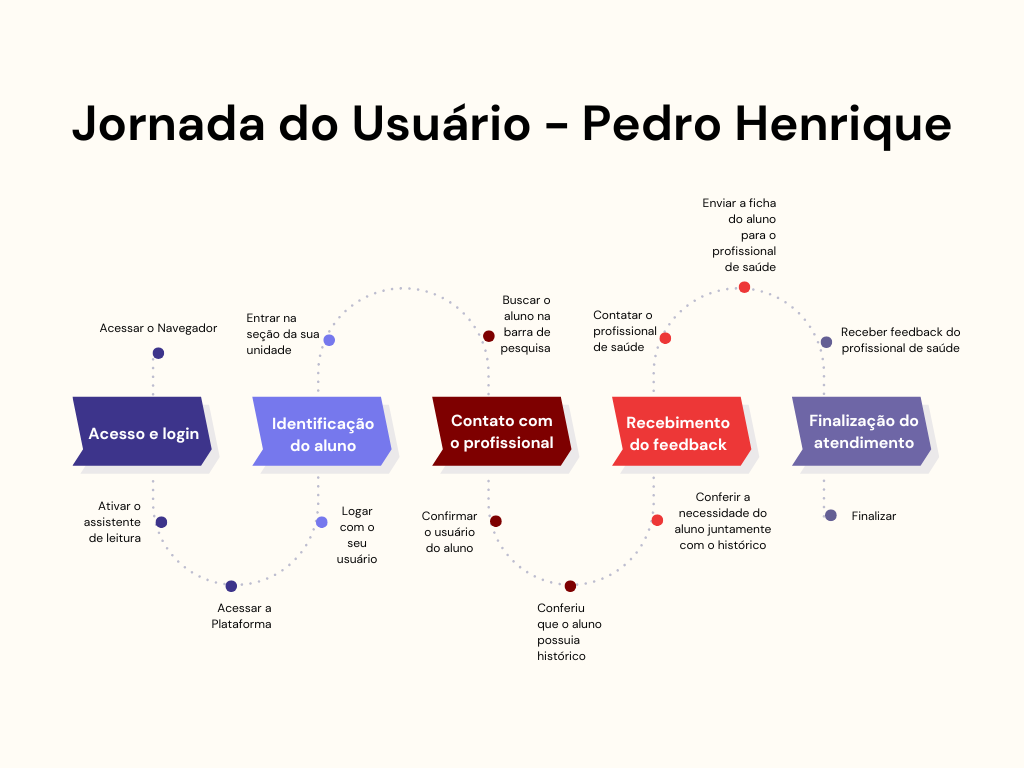 Jornada do Usuário - Pedro Henrique
Acessar o Navegador
Acesso e login
Ativar o
assistente
de leitura
Acessar a
Plataforma
Logar
com o
seu
usuário
Identificação
do aluno
Entrar na
seção da sua
unidade
Buscar o
aluno na
barra de
pesquisa
Contato com
o profissional
Confirmar
o usuário
do aluno
Conferiu
que o aluno
possuia
histórico
Conferir a
necessidade do
aluno juntamente
com o histórico
Recebimento
do feedback
Contatar o
profissional
de saúde
Enviar a ficha
do aluno
para o
profissional
de saúde
Receber feedback do
profissional de saúde
Finalização do
atendimento
Finalizar